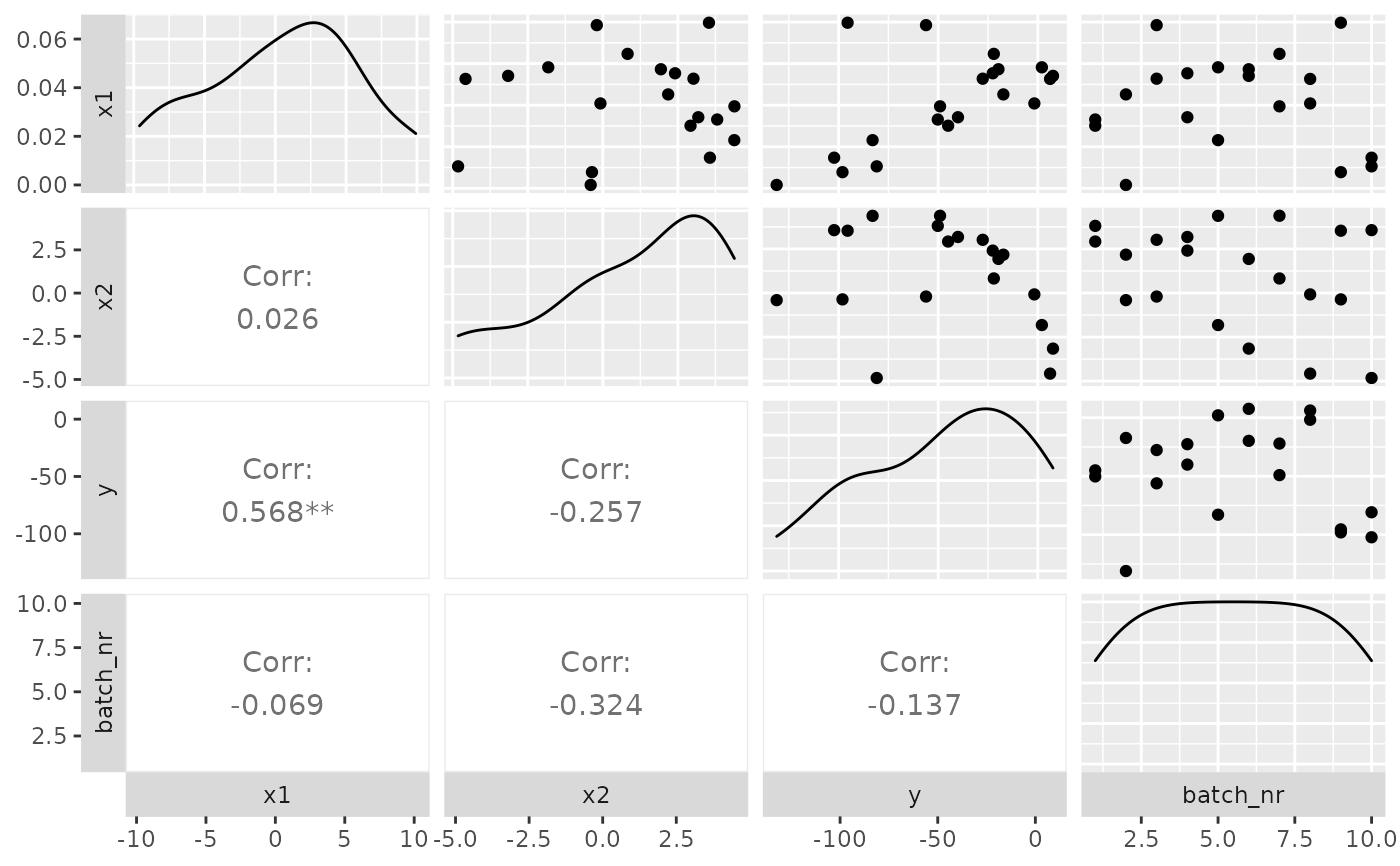 0.06
0.04
0.02
0.00
x1
2.5
0.0
-2.5
-5.0
x2
Corr:
0.026
0
-50
-100
y
Corr:
0.568**
Corr:
-0.257
10.0
7.5
5.0
2.5
batch_nr
Corr:
-0.069
Corr:
-0.324
Corr:
-0.137
x1 x2 y batch_nr
-10 -5 0 5 10 -5.0 -2.5 0.0 2.5 -100 -50 0 2.5 5.0 7.5 10.0